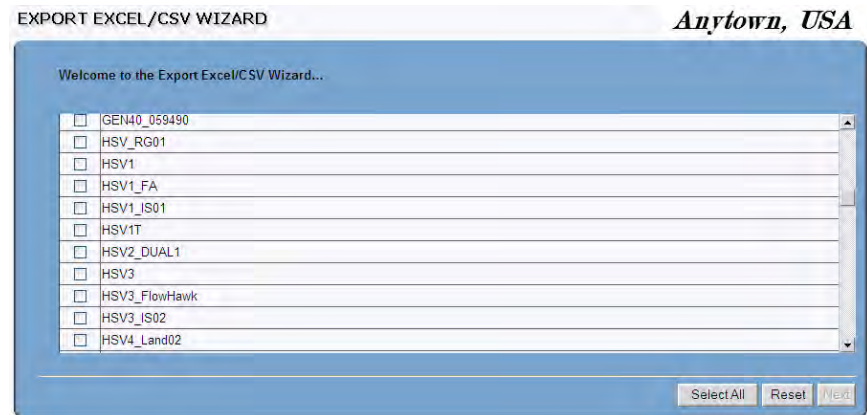 EXPORT EXCEL/CSV WIZARD
Anytown, USA
Welcome to the Export Excel/CSV Wizard...
GEN40_059490
HSV_RG01
HSV1
HSV1_FA
HSV1_IS01
HSV1T
HSV2_DUAL1
HSV3
HSV3_FlowHawk
HSV3_IS02
HSV4_Land02
Select All Reset Next